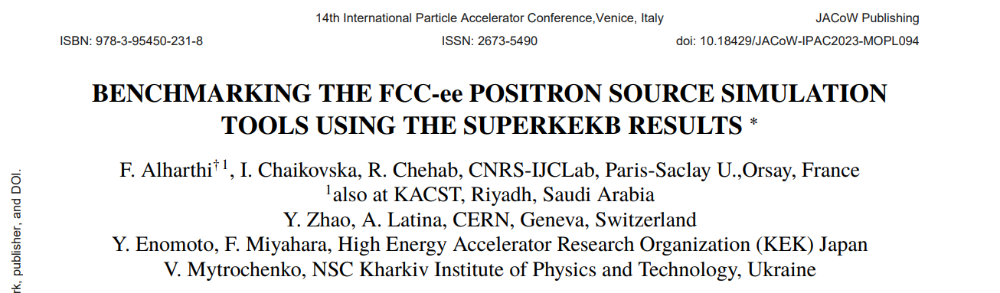 14th International Particle Accelerator Conference,Venice, Italy
JACoW Publishing
ISBN: 978-3-95450-231-8
ISSN: 2673-5490
doi: 10.18429/JACoW-IPAC2023-MOPL094
BENCHMARKING THE FCC-ee POSITRON SOURCE SIMULATION
TOOLS USING THE SUPERKEKB RESULTS *
F. Alharthi† 1, I. Chaikovska, R. Chehab, CNRS-IJCLab, Paris-Saclay U.,Orsay, France
1also at KACST, Riyadh, Saudi Arabia
Y. Zhao, A. Latina, CERN, Geneva, Switzerland
Y. Enomoto, F. Miyahara, High Energy Accelerator Research Organization (KEK) Japan
V. Mytrochenko, NSC Kharkiv Institute of Physics and Technology, Ukraine
publisher, and DOI.